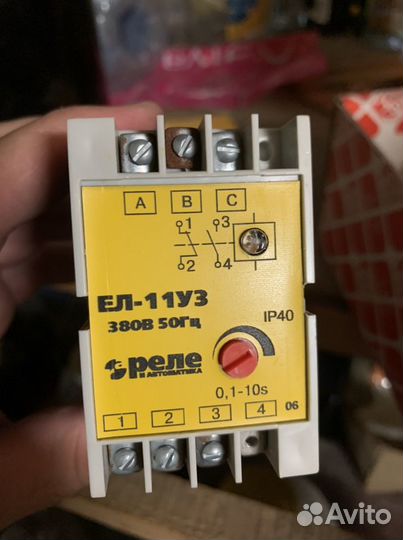 A B C
1 3
2 4
ЕЛ-11У3
380В 50Гц
IP40
реле
И АВТОМАТИКА
0,1-10s
1 2 3 4 06
Avito